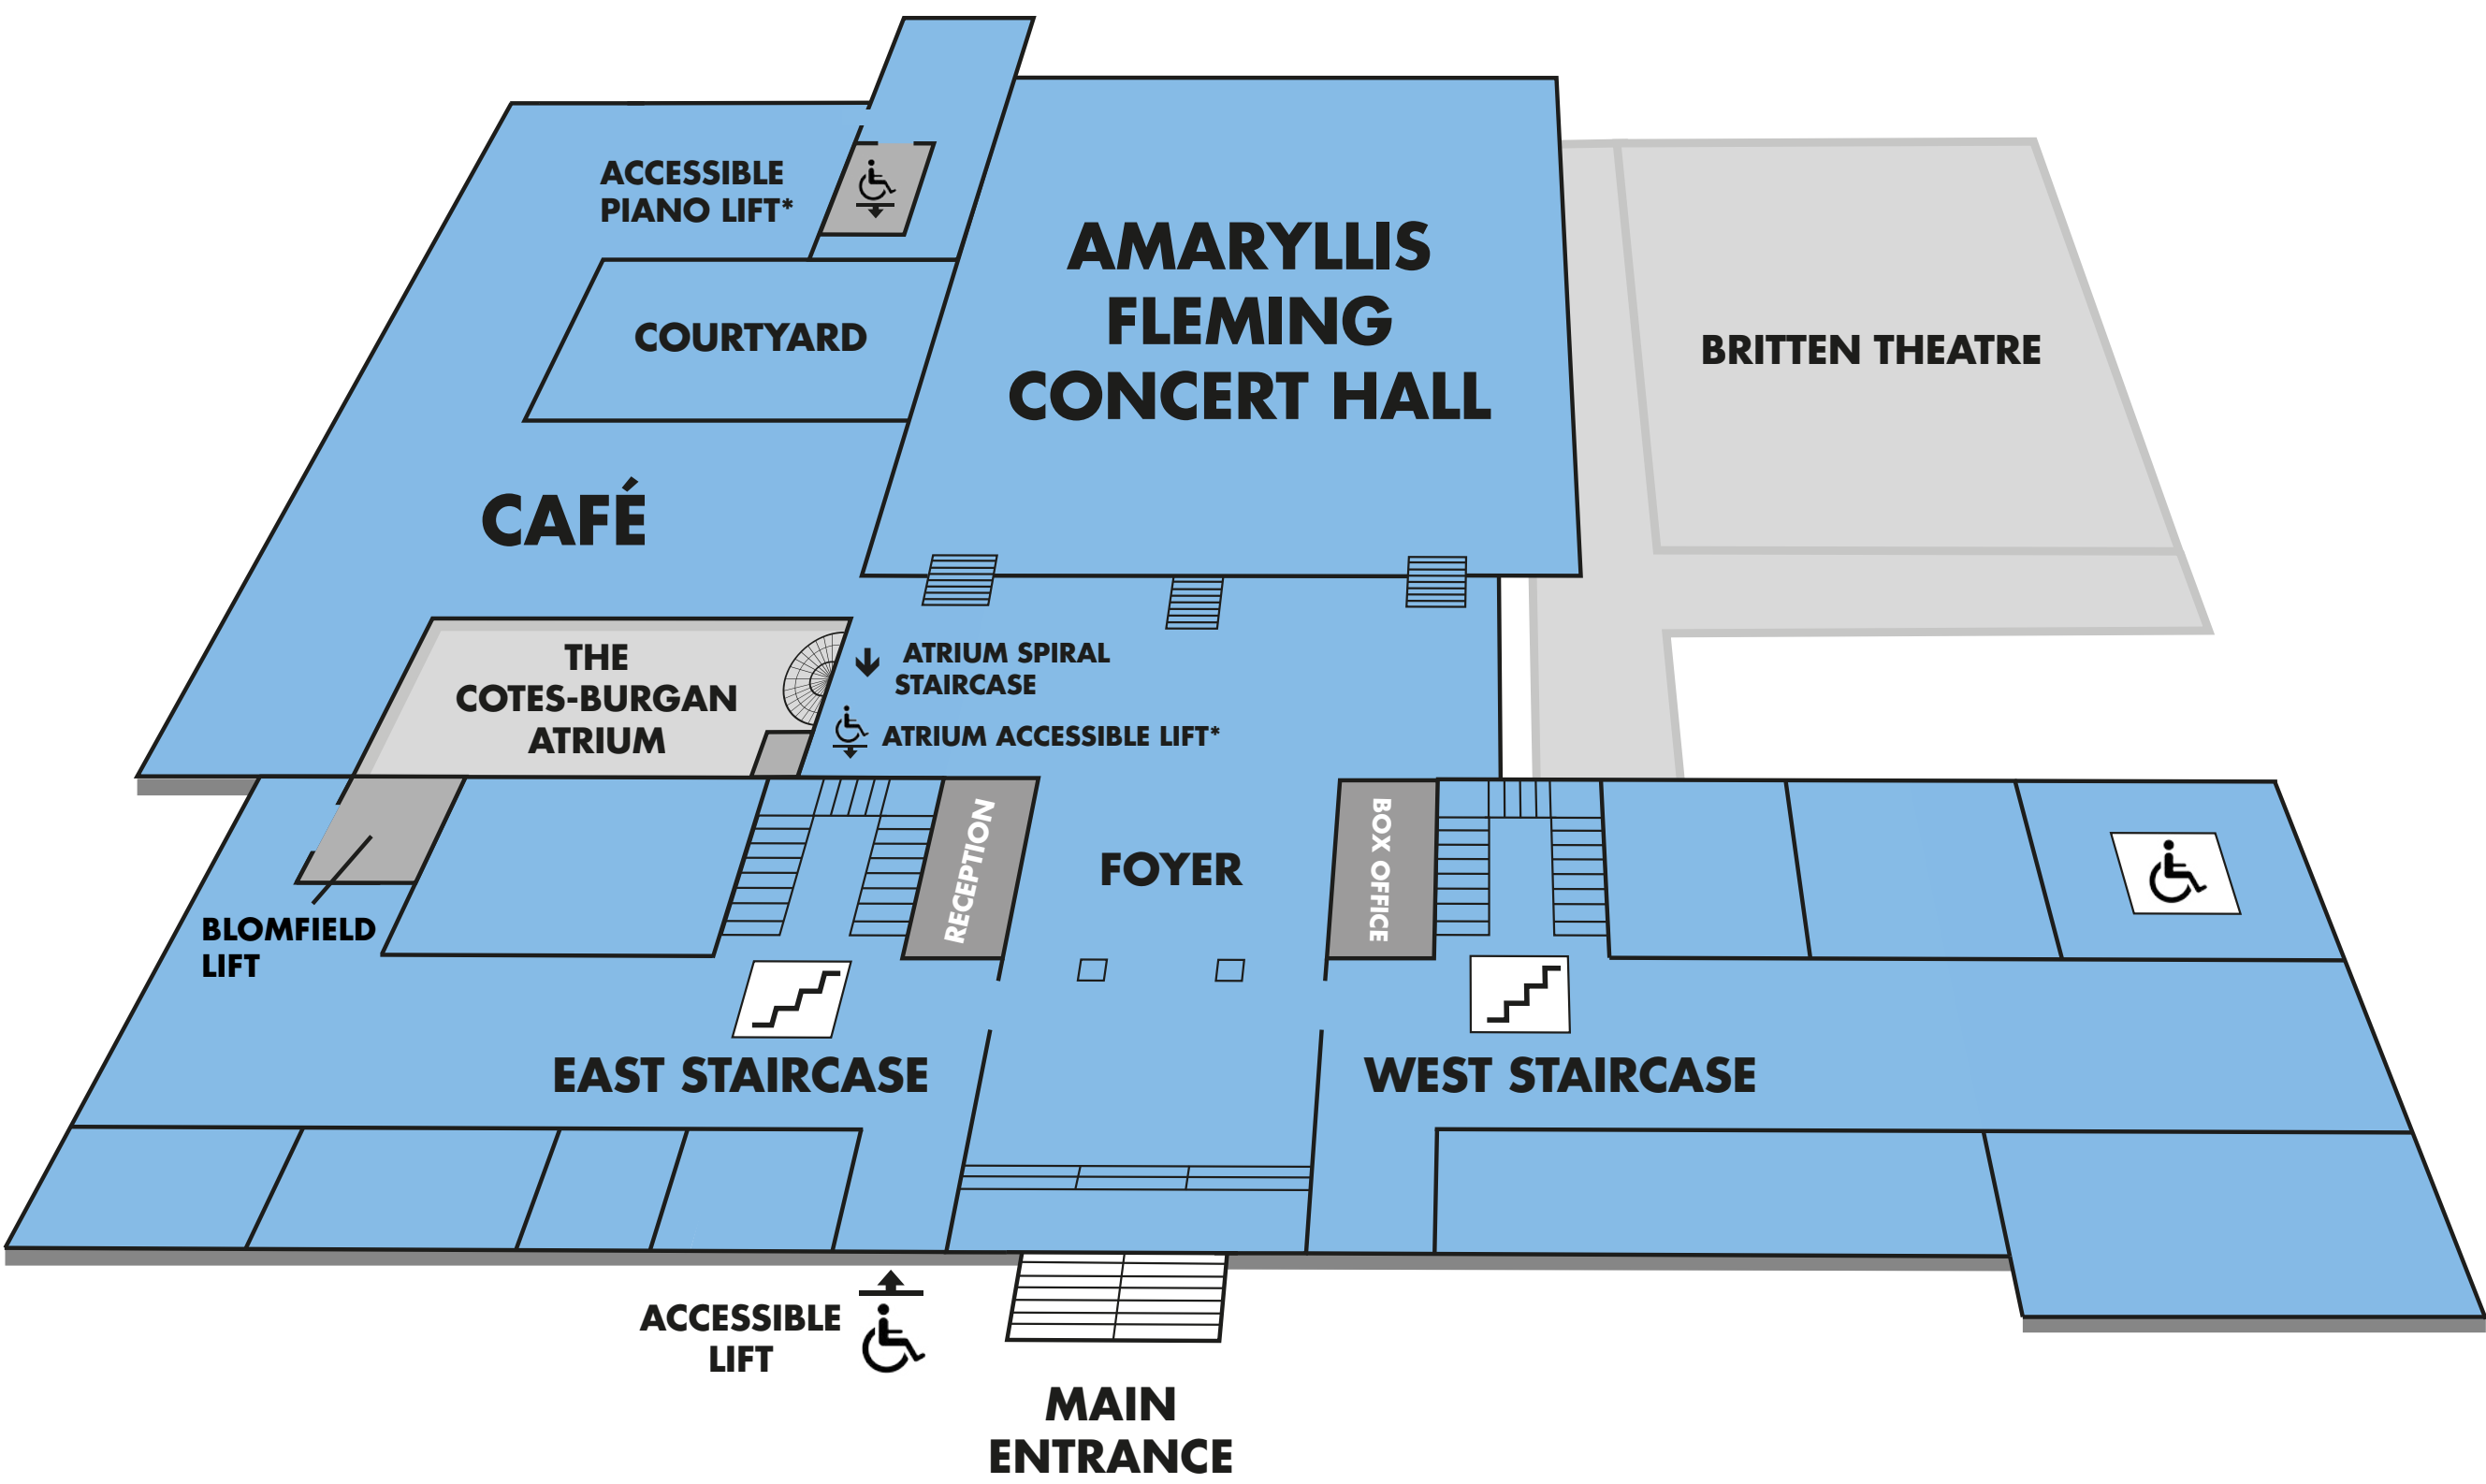 ACCESSIBLE
PIANO LIFT*
AMARYLLIS
FLEMING
CONCERT HALL
COURTYARD
BRITTEN THEATRE
CAFÉ
THE
COTES-BURGAN
ATRIUM
ATRIUM SPIRAL
STAIRCASE
ATRIUM ACCESSIBLE LIFT*
RECEPTION
FOYER
BOX OFFICE
BLOMFIELD
LIFT
EAST STAIRCASE
WEST STAIRCASE
ACCESSIBLE
LIFT
MAIN
ENTRANCE